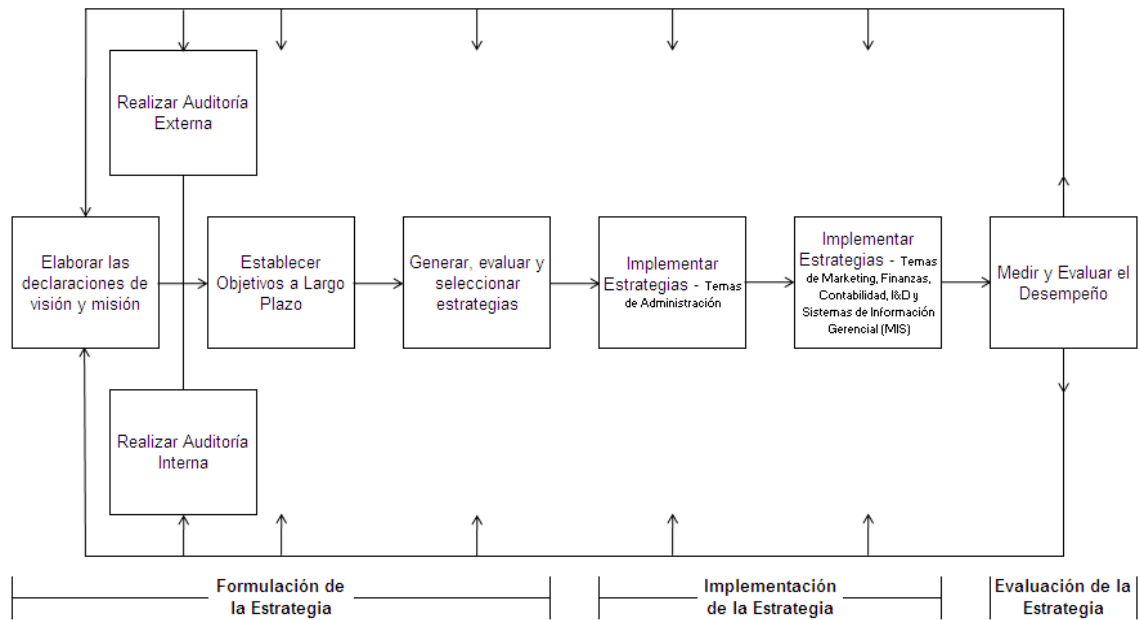 Realizar Auditoría
Externa
Elaborar las
declaraciones de
visión y misión
Establecer
Objetivos a Largo
Plazo
Generar, evaluar y
seleccionar
estrategias
Implementar
Estrategias - Temas
de Administración
Implementar
Estrategias - Temas
de Marketing, Finanzas,
Contabilidad, I&D y
Sistemas de Información
Gerencial (MIS)
Medir y Evaluar el
Desempeño
Realizar Auditoría
Interna
Formulación de
la Estrategia
Implementación
de la Estrategia
Evaluación de la
Estrategia